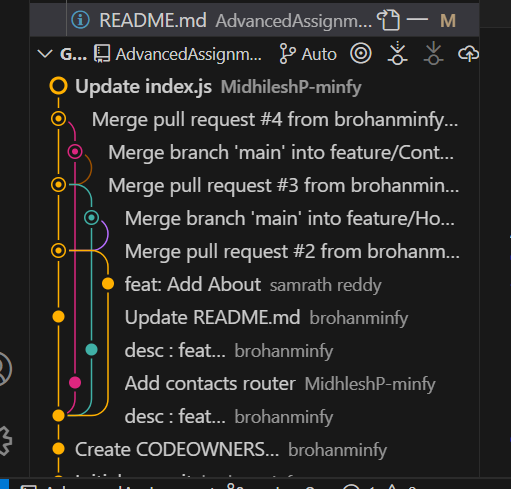 README.md AdvancedAssignm... M
G... AdvancedAssignm... Auto
Update index.js MidhileshP-minfy
Merge pull request #4 from brohanminfy...
Merge branch 'main' into feature/Cont...
Merge pull request #3 from brohanmin...
Merge branch 'main' into feature/Ho...
Merge pull request #2 from brohanm...
feat: Add About samrath reddy
Update README.md brohanminfy
desc : feat... brohanminfy
Add contacts router MidhleshP-minfy
desc : feat... brohanminfy
Create CODEOWNERS... brohanminfy